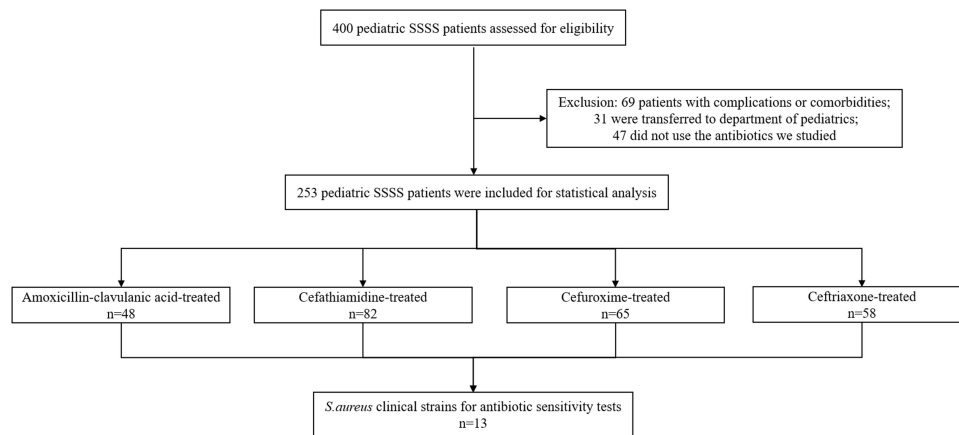 400 pediatric SSSS patients assessed for eligibility
Exclusion: 69 patients with complications or comorbidities;
31 were transferred to department of pediatrics;
47 did not use the antibiotics we studied
253 pediatric SSSS patients were included for statistical analysis
Amoxicillin-clavulanic acid-treated
n=48
Cefathiamidine-treated
n=82
Cefuroxime-treated
n=65
Ceftriaxone-treated
n=58
S.aureus clinical strains for antibiotic sensitivity tests
n=13